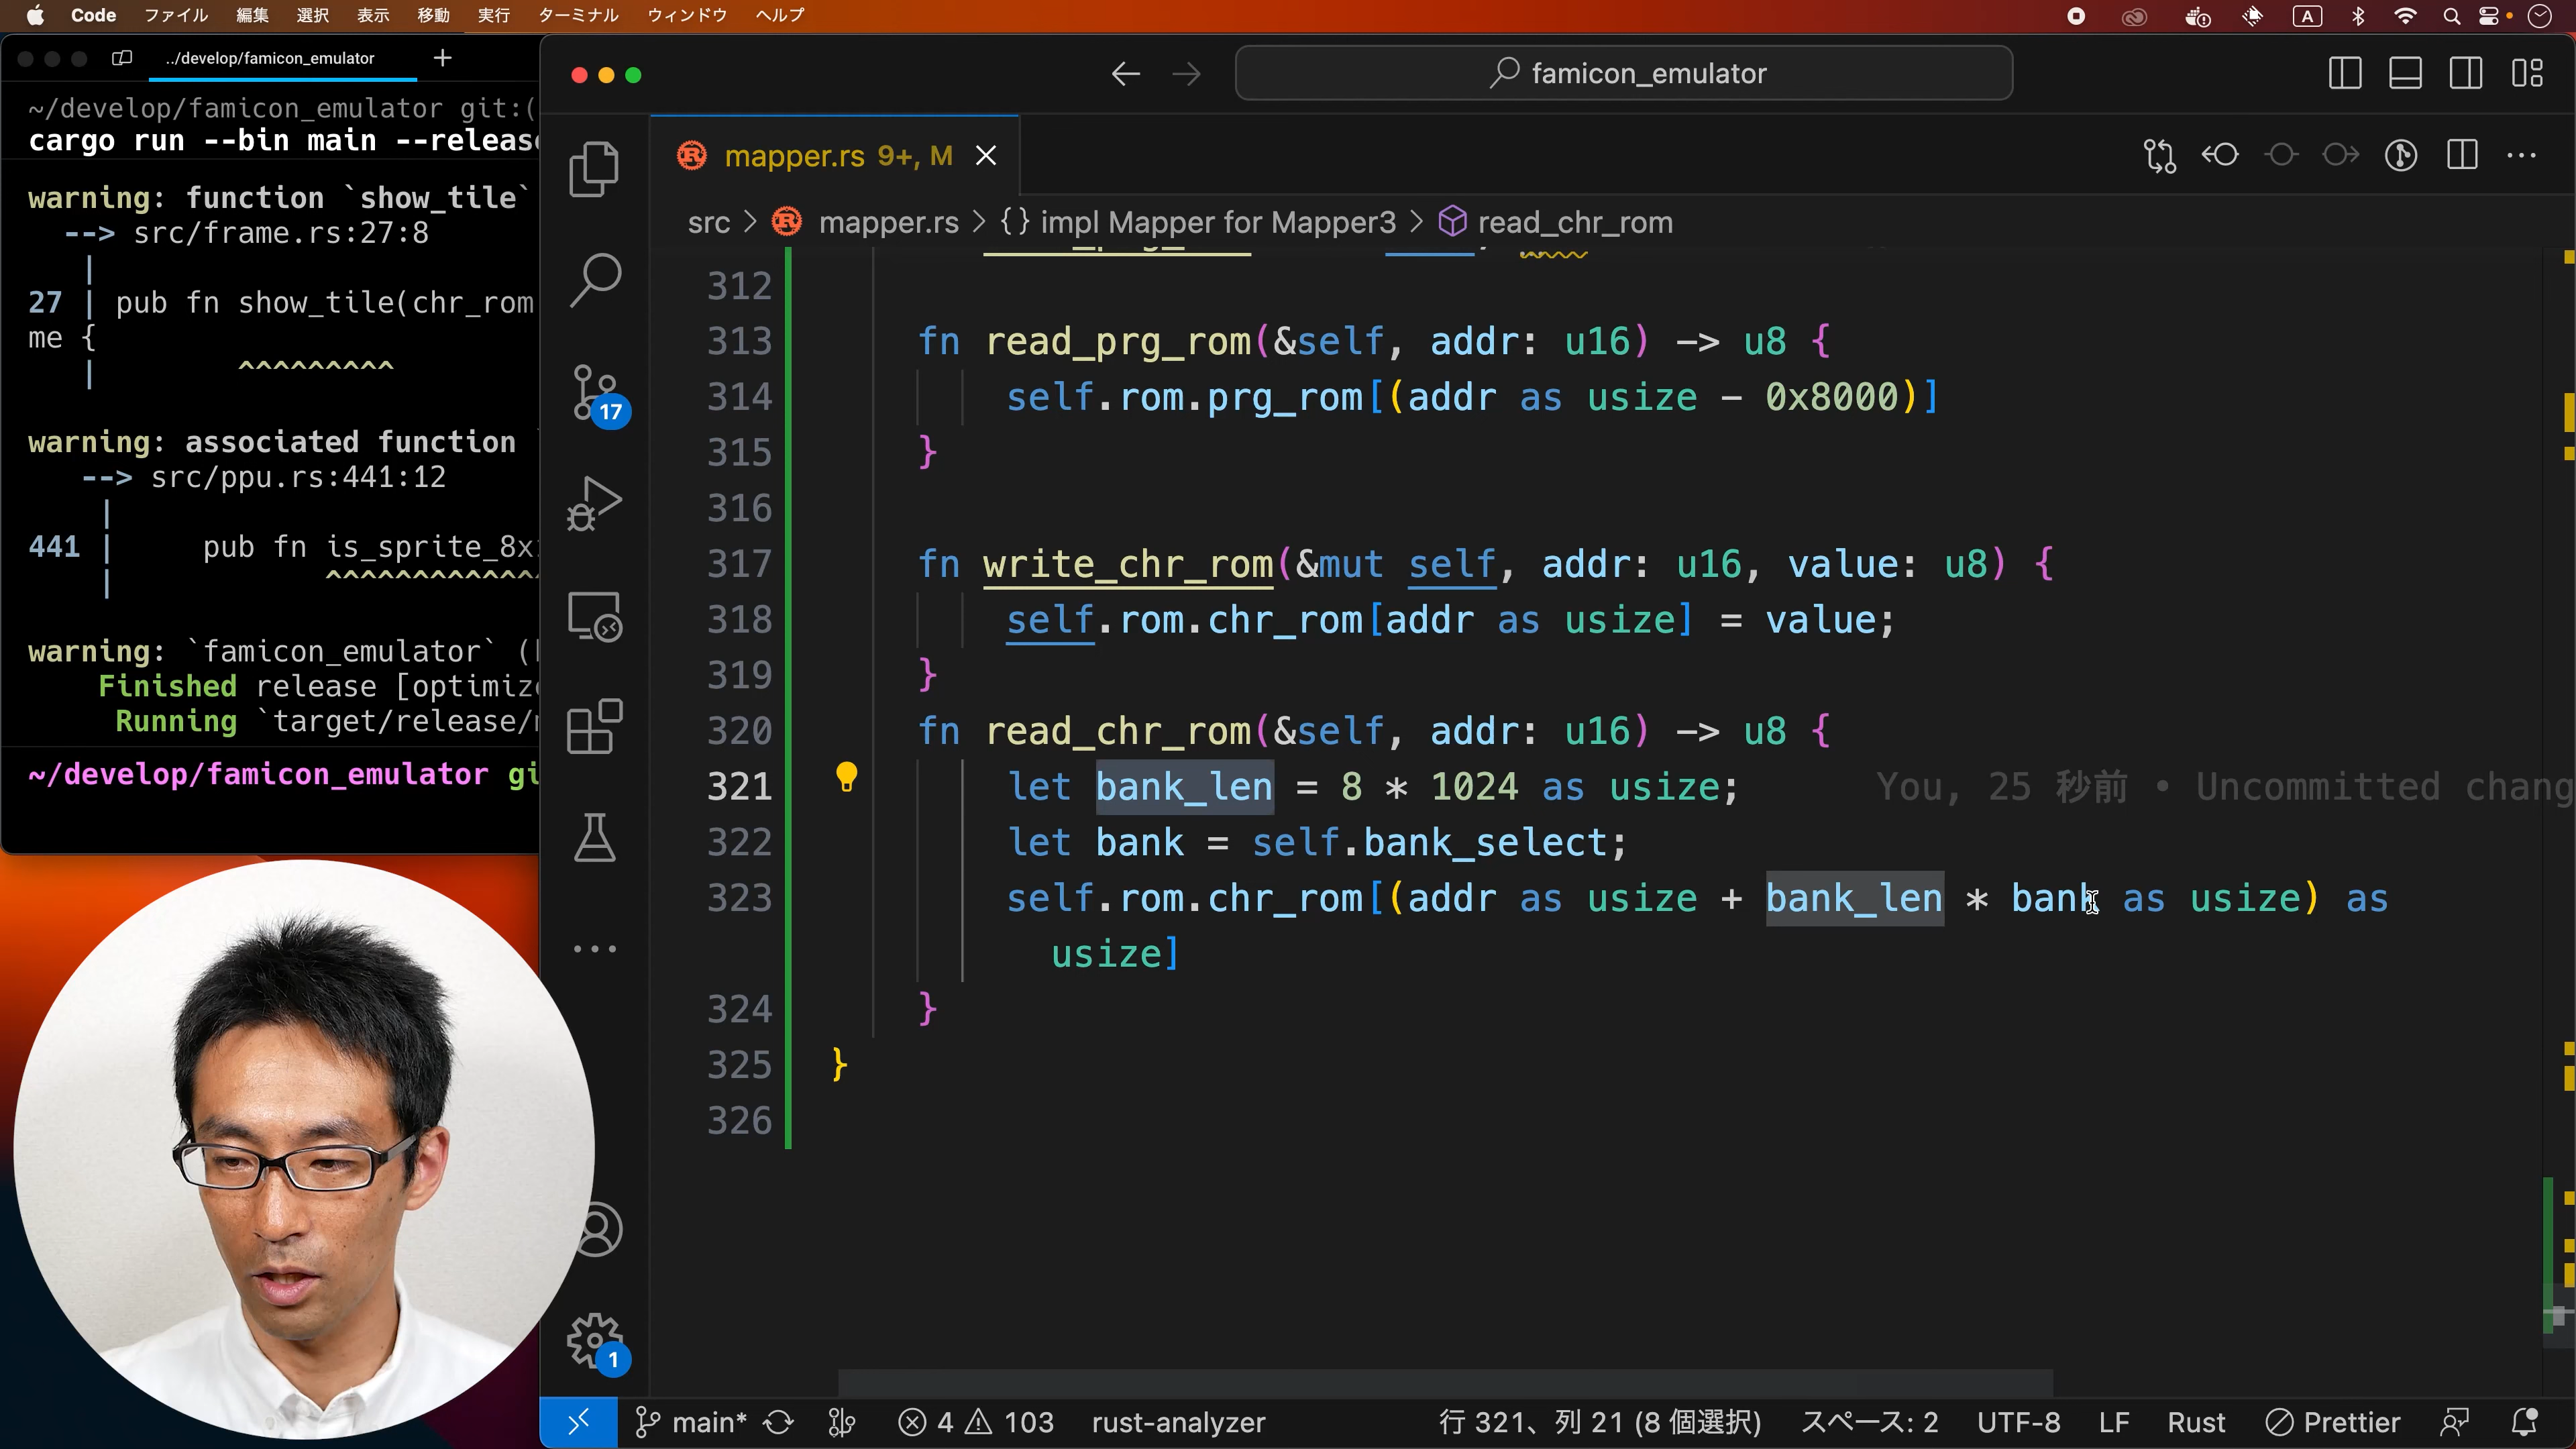 Code ファイル 編集 選択 表示 移動 実行 ターミナル ウィンドウ ヘルプ
A
../develop/famicon_emulator
~/develop/famicon_emulator git:(
cargo run --bin main --release
warning: function `show_tile`
--> src/frame.rs:27:8
|
27 | pub fn show_tile(chr_rom
me {
| ^^^^^^^^^
warning: associated function `
--> src/ppu.rs:441:12
|
441 | pub fn is_sprite_8x
| ^^^^^^^^^^^^
warning: `famicon_emulator` (
Finished release [optimize
Running `target/release/
~/develop/famicon_emulator gi
famicon_emulator
mapper.rs 9+, M
src > mapper.rs > {} impl Mapper for Mapper3 > read_chr_rom
312
313 fn read_prg_rom(&self, addr: u16) -> u8 {
314 self.rom.prg_rom[(addr as usize - 0x8000)]
315 }
316
317 fn write_chr_rom(&mut self, addr: u16, value: u8) {
318 self.rom.chr_rom[addr as usize] = value;
319 }
320 fn read_chr_rom(&self, addr: u16) -> u8 {
321 let bank_len = 8 * 1024 as usize; You, 25 秒前 • Uncommitted chang
322 let bank = self.bank_select;
323 self.rom.chr_rom[(addr as usize + bank_len * bank as usize) as
usize]
324 }
325 }
326
17
1
main* 4 103 rust-analyzer 行 321、列 21 (8 個選択) スペース: 2 UTF-8 LF Rust Prettier